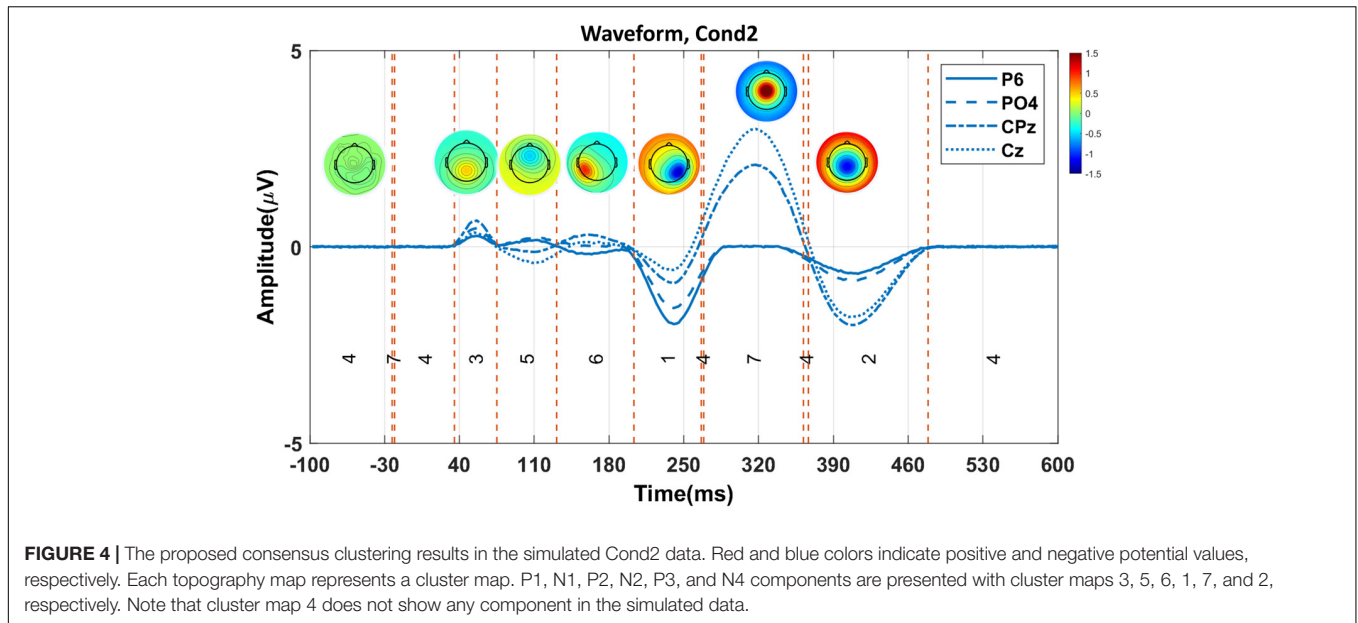 Waveform, Cond2
5
0
-5
Amplitude(μV)
P6
PO4
CPz
Cz
1.5
1
0.5
0
-0.5
-1
-1.5
4 7 4 3 5 6 1 4 7 4 2 4
-100 -30 40 110 180 250 320 390 460 530 600
Time(ms)
FIGURE 4 | The proposed consensus clustering results in the simulated Cond2 data. Red and blue colors indicate positive and negative potential values,
respectively. Each topography map represents a cluster map. P1, N1, P2, N2, P3, and N4 components are presented with cluster maps 3, 5, 6, 1, 7, and 2,
respectively. Note that cluster map 4 does not show any component in the simulated data.